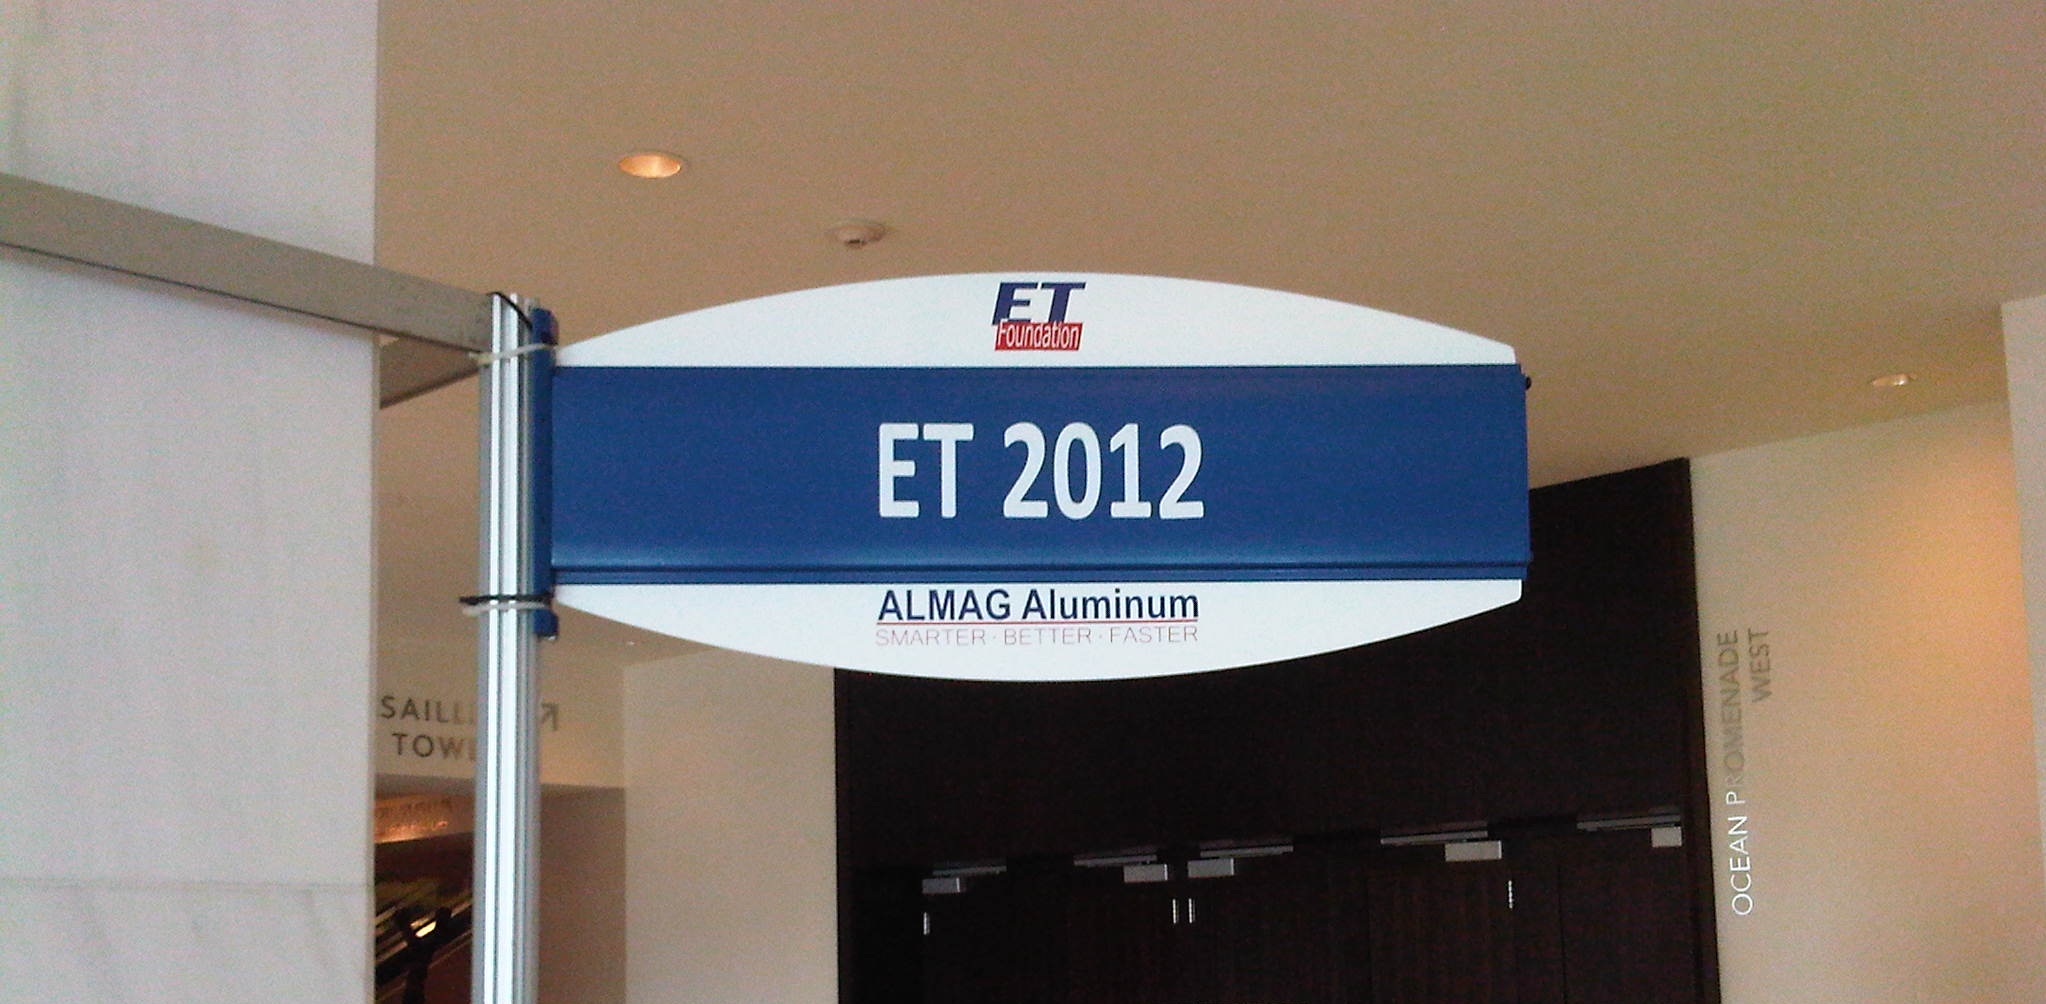 ET
Foundation
ET 2012
ALMAG Aluminum
SMARTER · BETTER · FASTER
OCEAN PROMENADE
WEST